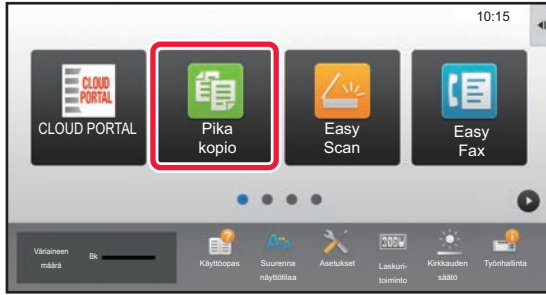 10:15
CLOUD
PORTAL
CLOUD PORTAL
Pika
kopio
Easy
Scan
Easy
Fax
Väriaineen
määrä
Bk
Käyttöopas
Suurenna
näyttötilaa
Asetukset
Laskuri-
toiminto
Kirkkauden
säätö
Työnhallinta